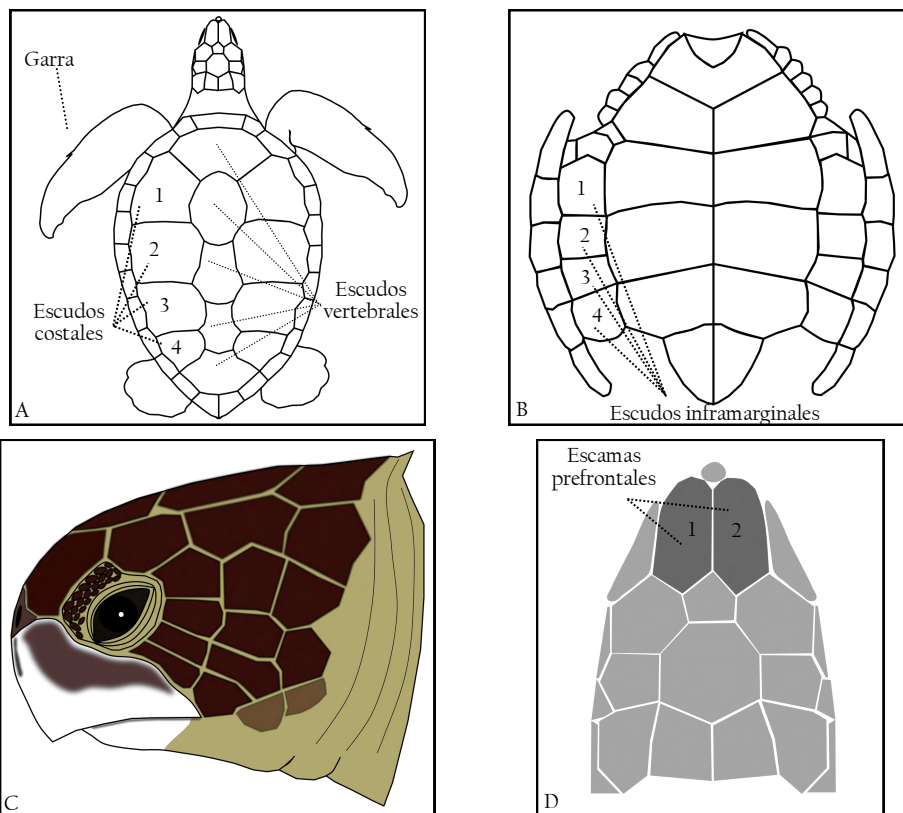 Garra
1
2
3
4
Escudos
costales
Escudos
vertebrales
A
1
2
3
4
Escudos inframarginales
B
C
Escamas
prefrontales
1 2
D